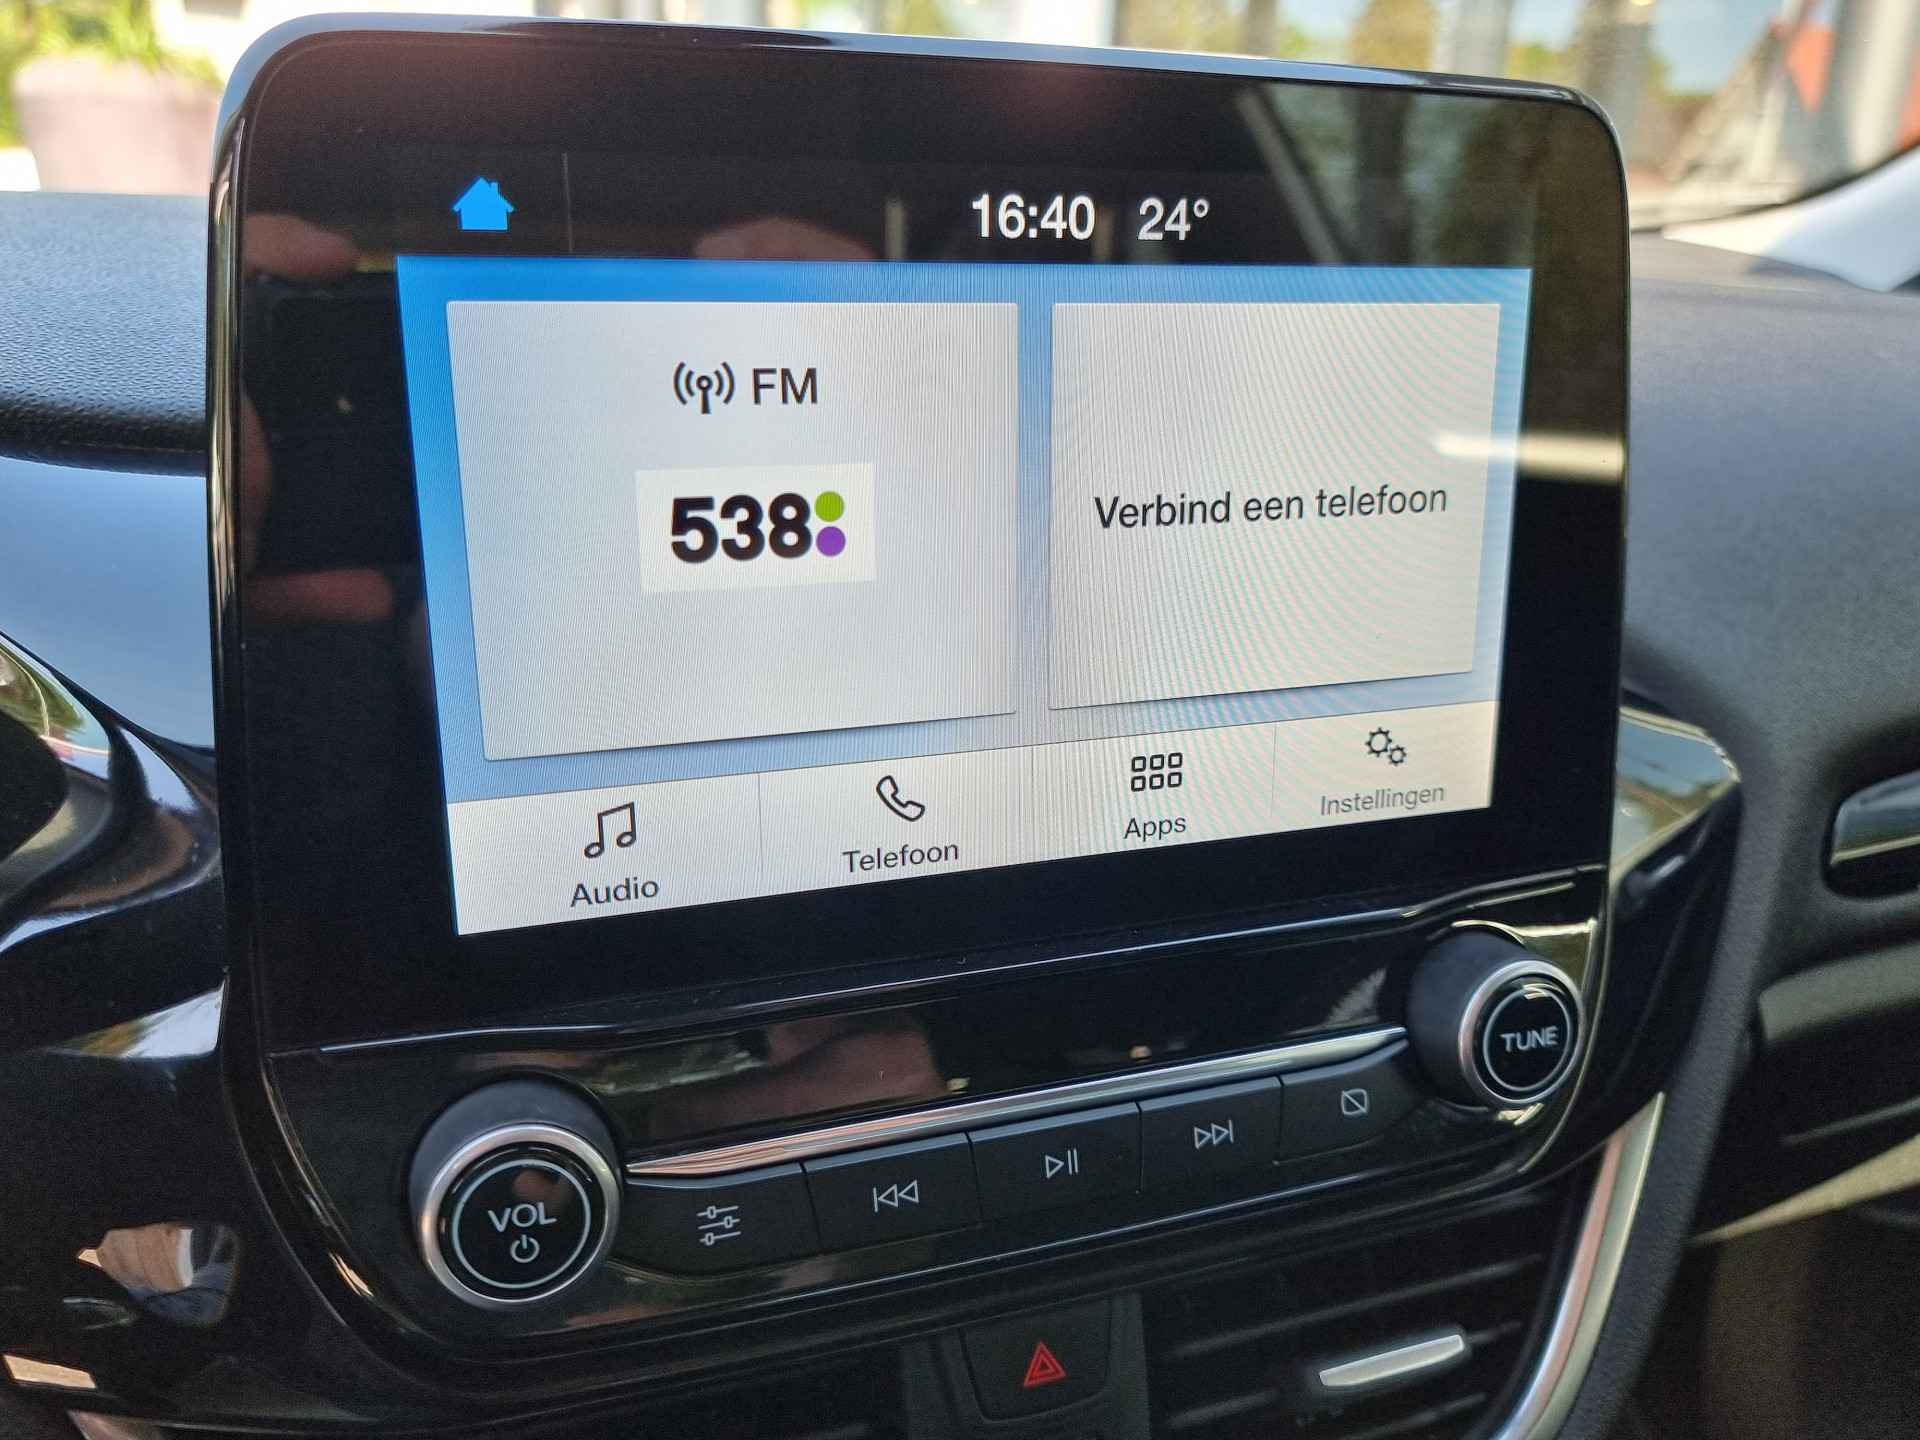 16:40 24°
FM
538
Verbind een telefoon
Audio
Telefoon
Apps
Instellingen
TUNE
VOL